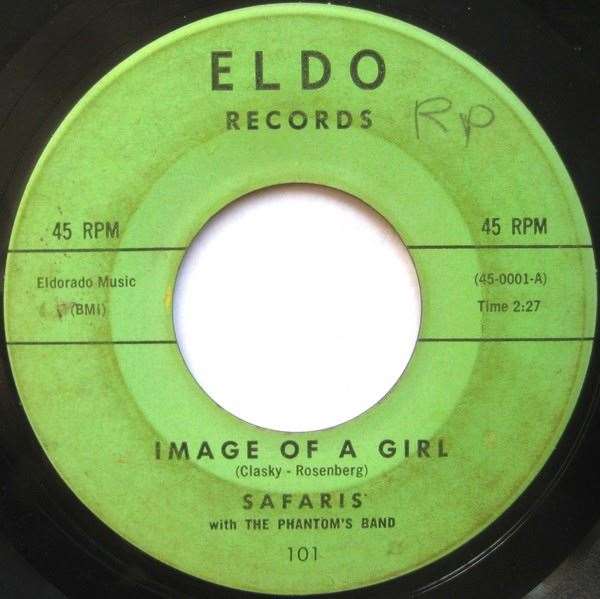 ELDO
RECORDS
Rp
45 RPM
45 RPM
Eldorado Music
(BMI)
(45-0001-A)
Time 2:27
IMAGE OF A GIRL
(Clasky - Rosenberg)
SAFARIS
with THE PHANTOM'S BAND
101